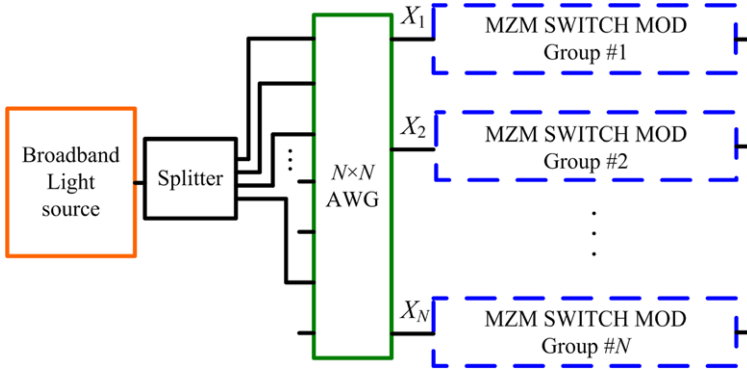 X1
MZM SWITCH MOD
Group #1
X2
MZM SWITCH MOD
Group #2
Broadband
Light
source
Splitter
N×N
AWG
XN
MZM SWITCH MOD
Group #N